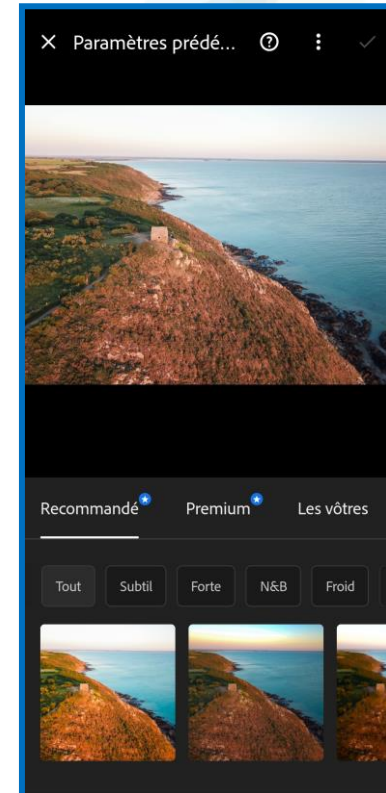 Paramètres prédé...
Recommandé Premium Les vôtres
Tout Subtil Forte N&B Froid